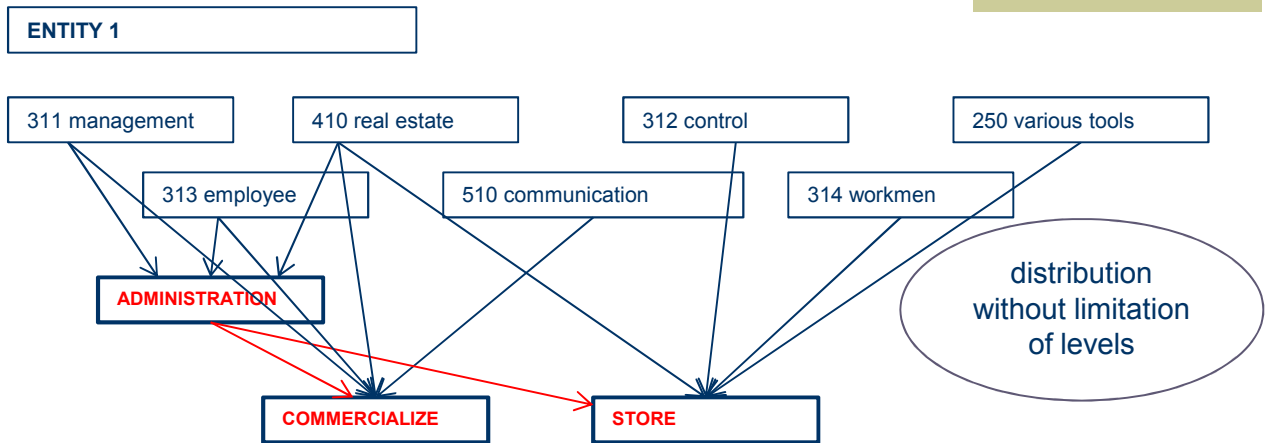 ENTITY 1
311 management
410 real estate
312 control
250 various tools
313 employee
510 communication
314 workmen
distribution
without limitation
of levels
ADMINISTRATION
COMMERCIALIZE
STORE